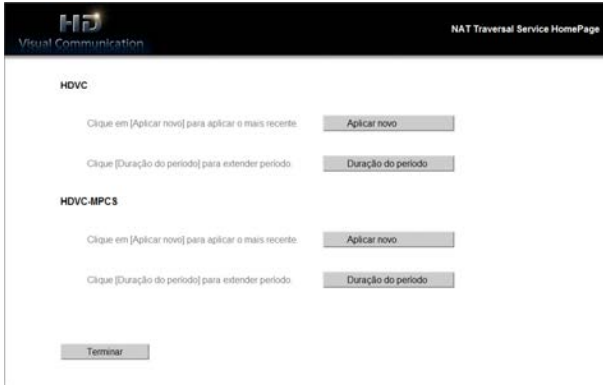 HD
Visual Communication
NAT Traversal Service HomePage
HDVC
Clique em [Aplicar novo] para aplicar o mais recente.
Aplicar novo
Clique [Duração do período] para extender período.
Duração do período
HDVC-MPCS
Clique em [Aplicar novo] para aplicar o mais recente.
Aplicar novo
Clique [Duração do período] para extender período.
Duração do período
Terminar